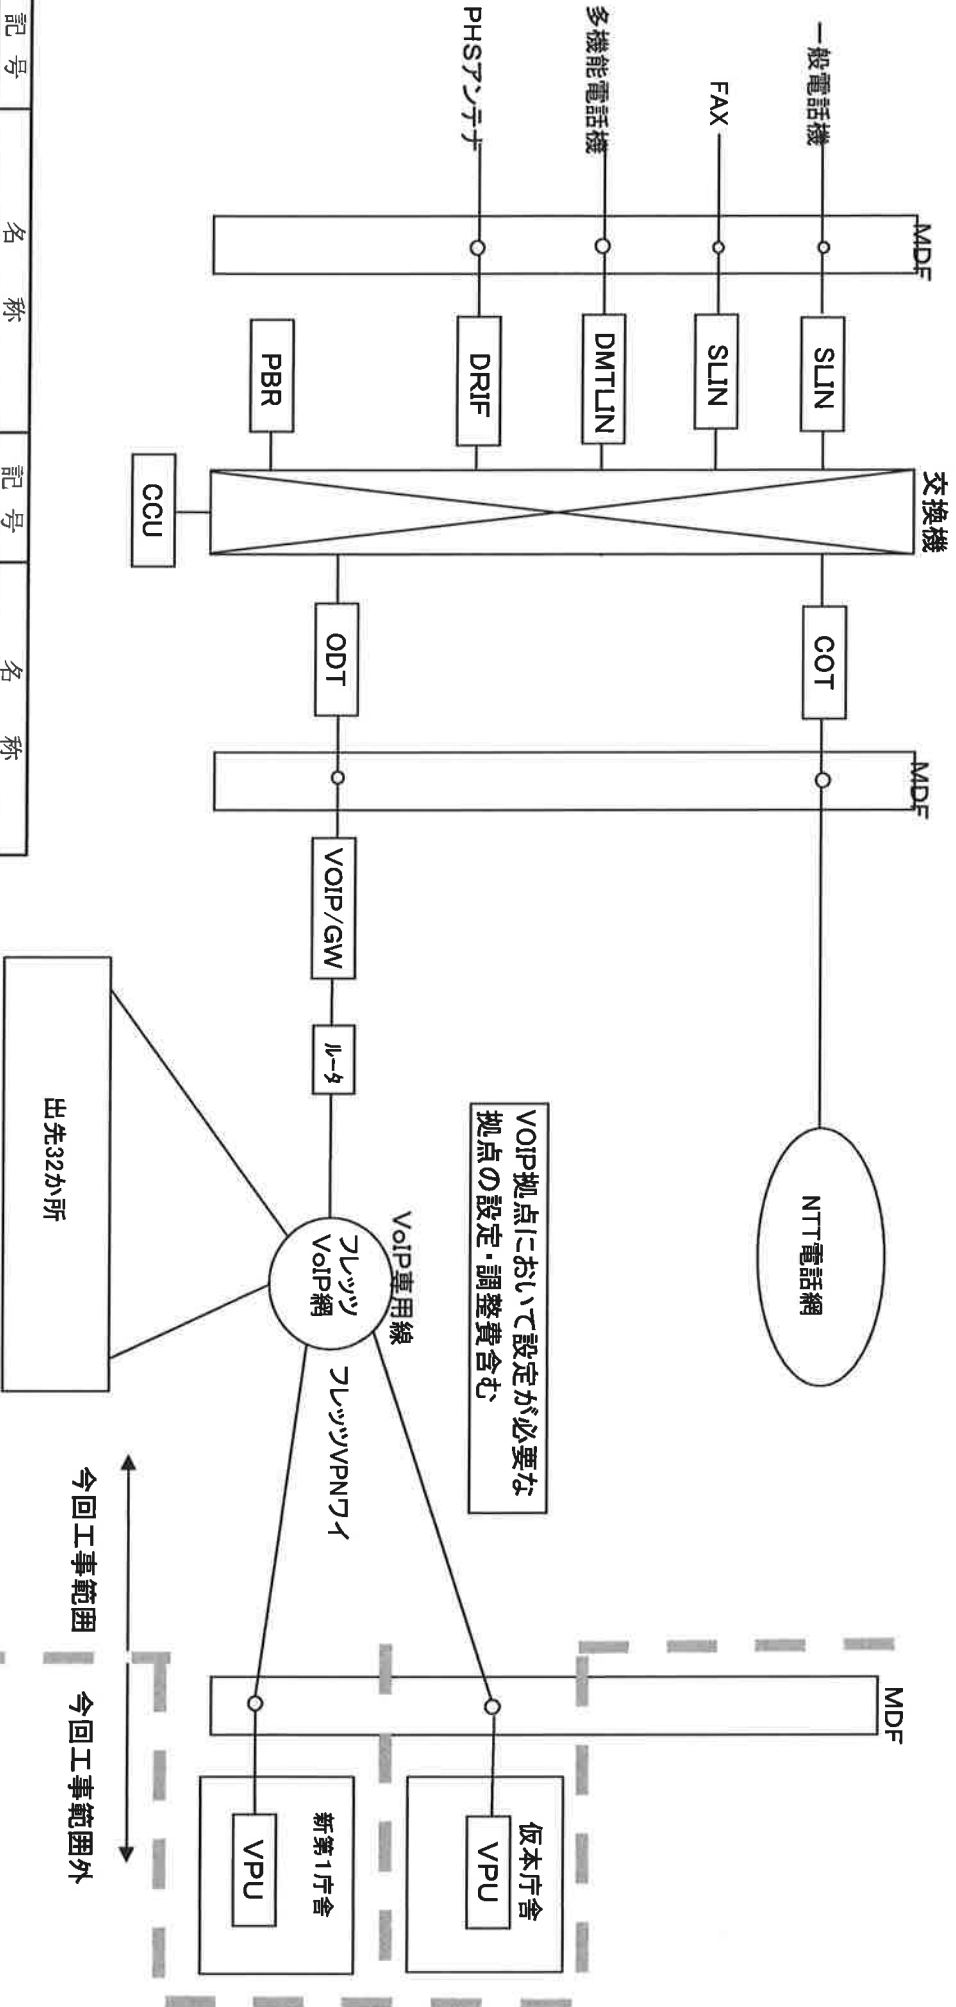 交換機
MDF
MDF
MDF
一般電話機
SLIN
COT
NTT電話網
FAX
SLIN
多機能電話機
DMTLIN
PHSアンテナ
DRIF
PBR
CCU
ODT
VOIP/GW
ルータ
VOIP拠点において設定が必要な
拠点の設定・調整費含む
VoIP専用線
フレッツ
VoIP網
フレッツVPNワイ
仮本庁舎
VPU
新第1庁舎
VPU
出先32か所
今回工事範囲
今回工事範囲外
記号
名称
記号
名称